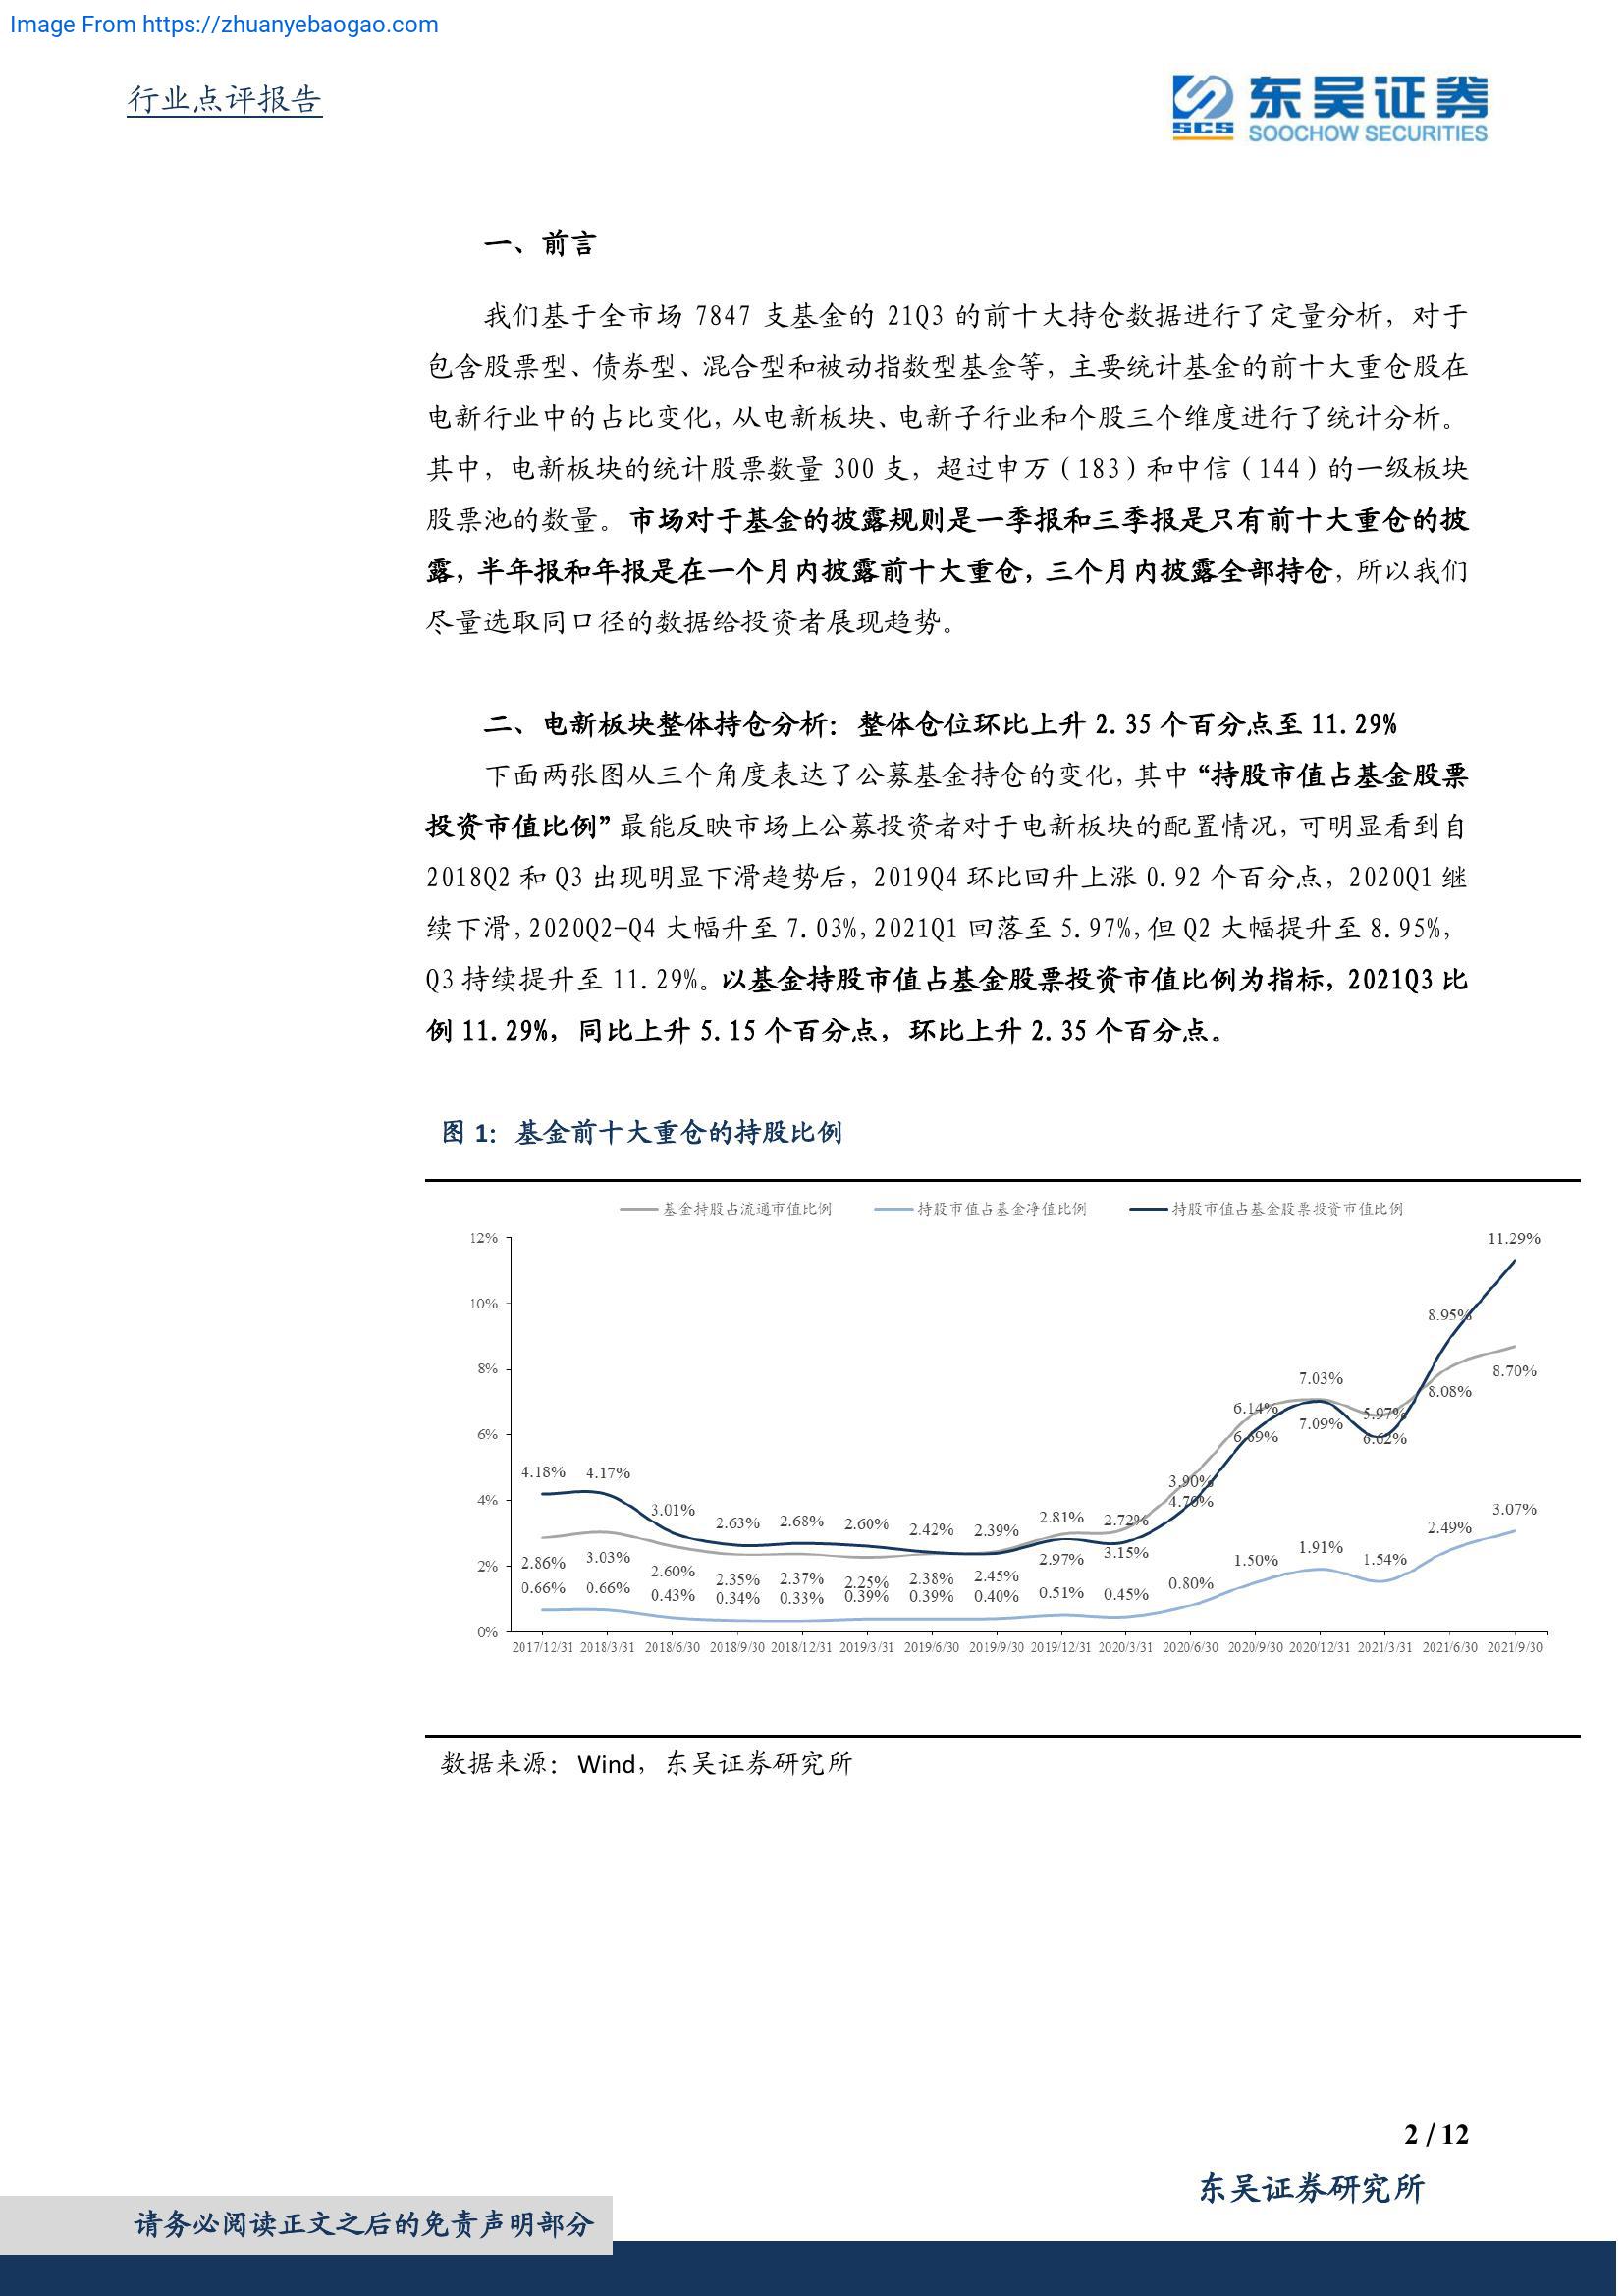 Image From https://zhuanyebaogao.com
行业点评报告
SCS
东吴证券
SOOCHOW SECURITIES
一、前言
我们基于全市场 7847 支基金的 21Q3 的前十大持仓数据进行了定量分析，对于
包含股票型、债券型、混合型和被动指数型基金等，主要统计基金的前十大重仓股在
电新行业中的占比变化，从电新板块、电新子行业和个股三个维度进行了统计分析。
其中，电新板块的统计股票数量 300 支，超过申万（183）和中信（144）的一级板块
股票池的数量。市场对于基金的披露规则是一季报和三季报是只有前十大重仓的披
露，半年报和年报是在一个月内披露前十大重仓，三个月内披露全部持仓，所以我们
尽量选取同口径的数据给投资者展现趋势。
二、电新板块整体持仓分析：整体仓位环比上升 2.35 个百分点至 11.29%
下面两张图从三个角度表达了公募基金持仓的变化，其中“持股市值占基金股票
投资市值比例”最能反映市场上公募投资者对于电新板块的配置情况，可明显看到自
2018Q2 和 Q3 出现明显下滑趋势后，2019Q4 环比回升上涨 0.92 个百分点，2020Q1 继
续下滑，2020Q2-Q4 大幅升至 7.03%，2021Q1 回落至 5.97%，但 Q2 大幅提升至 8.95%，
Q3 持续提升至 11.29%。以基金持股市值占基金股票投资市值比例为指标，2021Q3 比
例 11.29%，同比上升 5.15 个百分点，环比上升 2.35 个百分点。
图 1：基金前十大重仓的持股比例
基金持股占流通市值比例 持股市值占基金净值比例 持股市值占基金股票投资市值比例
12%
10%
8%
6%
4%
2%
0%
4.18% 4.17% 3.01% 2.63% 2.68% 2.60% 2.42% 2.39% 2.81% 2.72% 3.90% 6.14% 7.03% 5.97% 8.95% 11.29%
2.86% 3.03% 2.60% 2.35% 2.37% 2.25% 2.38% 2.45% 2.97% 3.15% 4.70% 6.69% 7.09% 6.62% 8.08% 8.70%
0.66% 0.66% 0.43% 0.34% 0.33% 0.39% 0.39% 0.40% 0.51% 0.45% 0.80% 1.50% 1.91% 1.54% 2.49% 3.07%
2017/12/31 2018/3/31 2018/6/30 2018/9/30 2018/12/31 2019/3/31 2019/6/30 2019/9/30 2019/12/31 2020/3/31 2020/6/30 2020/9/30 2020/12/31 2021/3/31 2021/6/30 2021/9/30
数据来源：Wind，东吴证券研究所
2 / 12
东吴证券研究所
请务必阅读正文之后的免责声明部分